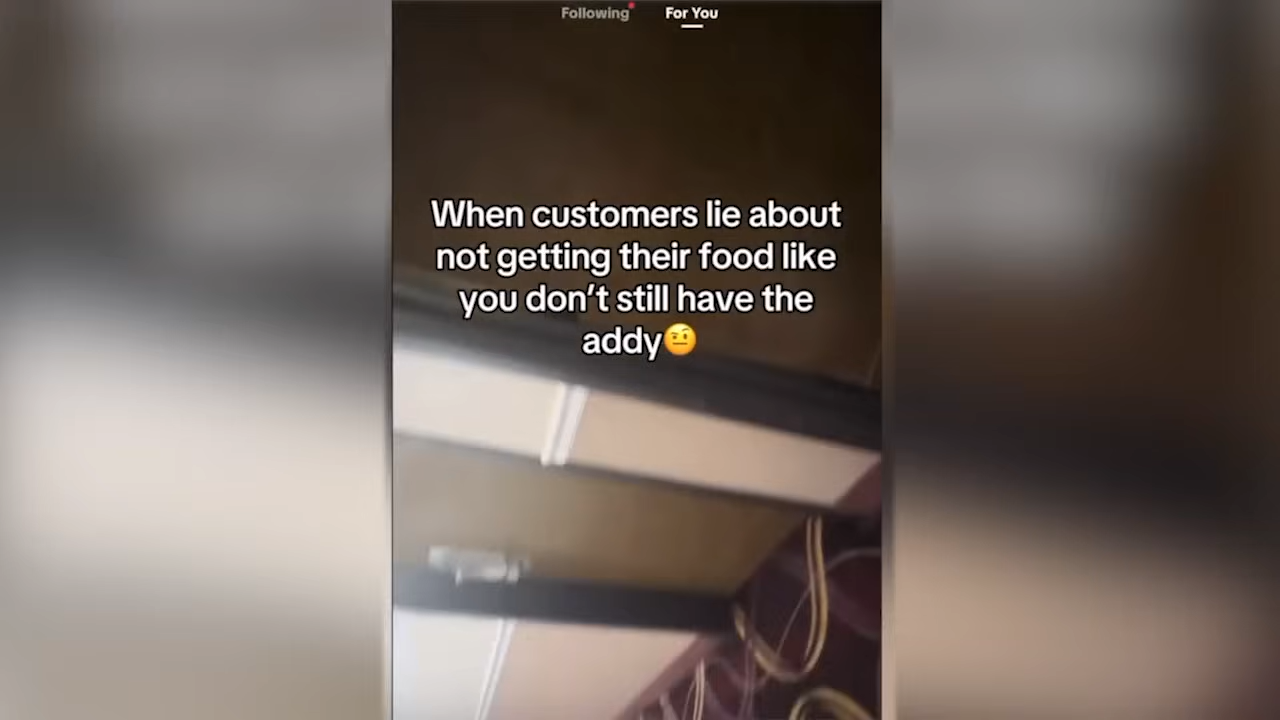 Following For You
When customers lie about
not getting their food like
you don’t still have the
addy🤨